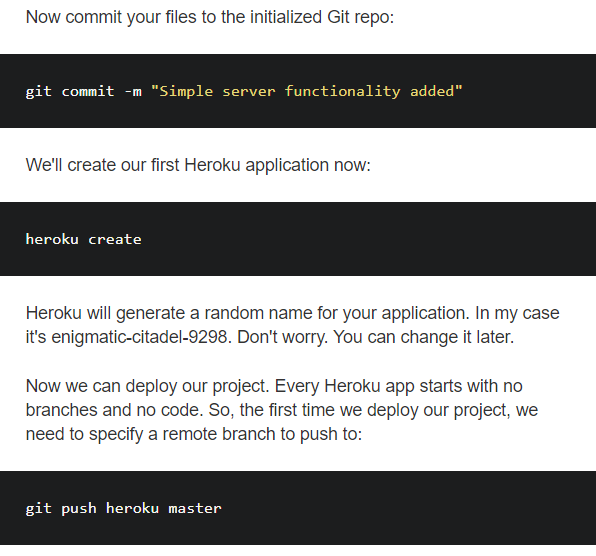 Now commit your files to the initialized Git repo:
git commit -m "Simple server functionality added"
We'll create our first Heroku application now:
heroku create
Heroku will generate a random name for your application. In my case
it's enigmatic-citadel-9298. Don't worry. You can change it later.
Now we can deploy our project. Every Heroku app starts with no
branches and no code. So, the first time we deploy our project, we
need to specify a remote branch to push to:
git push heroku master